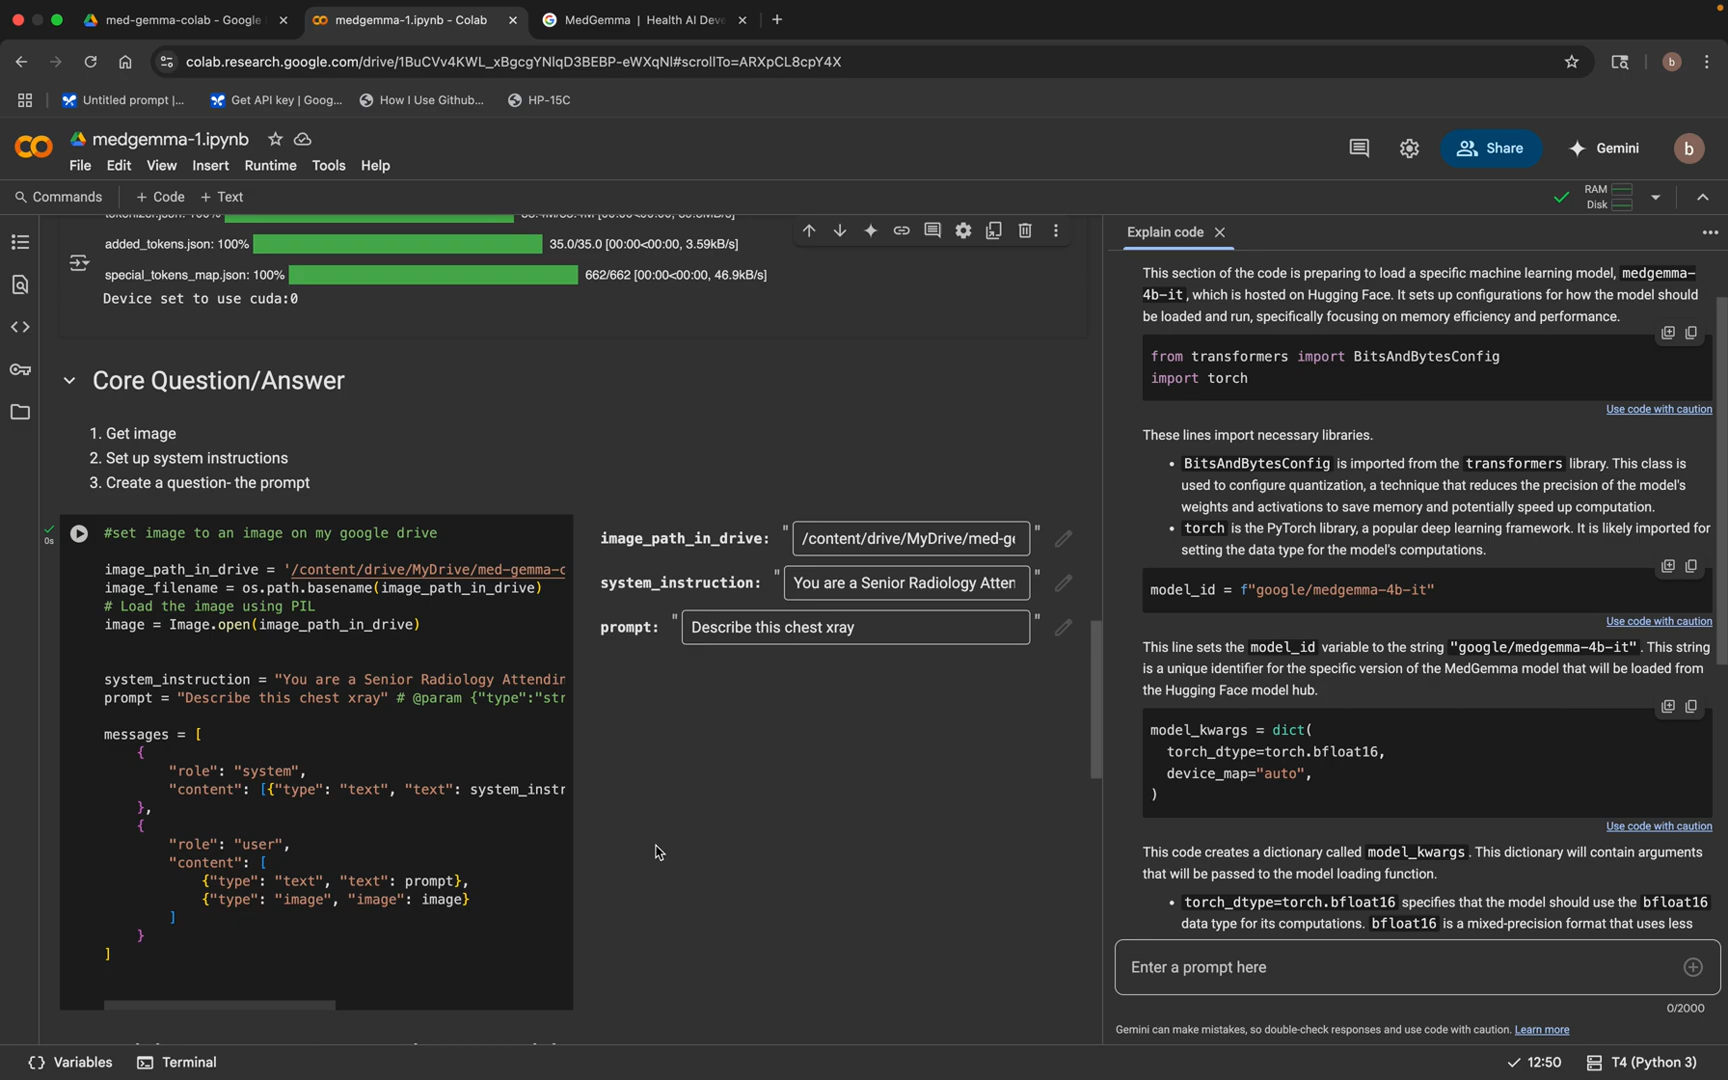 med-gemma-colab - Google
medgemma-1.ipynb - Colab
MedGemma | Health AI Deve
colab.research.google.com/drive/1BuCVv4KWL_xBgcgYNlqD3BEBP-eWXqNl#scrollTo=ARXpCL8cpY4X
b
Untitled prompt |...
Get API key | Goog...
How I Use Github...
HP-15C
medgemma-1.ipynb
File Edit View Insert Runtime Tools Help
Share
Gemini
b
Commands
+ Code
+ Text
RAM
Disk
added_tokens.json: 100%
35.0/35.0 [00:00<00:00, 3.59kB/s]
special_tokens_map.json: 100%
662/662 [00:00<00:00, 46.9kB/s]
Device set to use cuda:0
Core Question/Answer
1. Get image
2. Set up system instructions
3. Create a question- the prompt
0s
#set image to an image on my google drive
image_path_in_drive = '/content/drive/MyDrive/med-gemma-c
image_filename = os.path.basename(image_path_in_drive)
# Load the image using PIL
image = Image.open(image_path_in_drive)
system_instruction = "You are a Senior Radiology Attendin
prompt = "Describe this chest xray" # @param {"type":"str
messages = [
{
"role": "system",
"content": [{"type": "text", "text": system_instr
},
{
"role": "user",
"content": [
{"type": "text", "text": prompt},
{"type": "image", "image": image}
]
}
]
image_path_in_drive: " /content/drive/MyDrive/med-ge "
system_instruction: " You are a Senior Radiology Atten "
prompt: " Describe this chest xray "
Explain code
This section of the code is preparing to load a specific machine learning model, medgemma-
4b-it, which is hosted on Hugging Face. It sets up configurations for how the model should
be loaded and run, specifically focusing on memory efficiency and performance.
from transformers import BitsAndBytesConfig
import torch
Use code with caution
These lines import necessary libraries.
• BitsAndBytesConfig is imported from the transformers library. This class is
used to configure quantization, a technique that reduces the precision of the model's
weights and activations to save memory and potentially speed up computation.
• torch is the PyTorch library, a popular deep learning framework. It is likely imported for
setting the data type for the model's computations.
model_id = f"google/medgemma-4b-it"
Use code with caution
This line sets the model_id variable to the string "google/medgemma-4b-it". This string
is a unique identifier for the specific version of the MedGemma model that will be loaded from
the Hugging Face model hub.
model_kwargs = dict(
torch_dtype=torch.bfloat16,
device_map="auto",
)
Use code with caution
This code creates a dictionary called model_kwargs. This dictionary will contain arguments
that will be passed to the model loading function.
• torch_dtype=torch.bfloat16 specifies that the model should use the bfloat16
data type for its computations. bfloat16 is a mixed-precision format that uses less
Enter a prompt here
0/2000
Gemini can make mistakes, so double-check responses and use code with caution. Learn more
{} Variables
Terminal
12:50
T4 (Python 3)